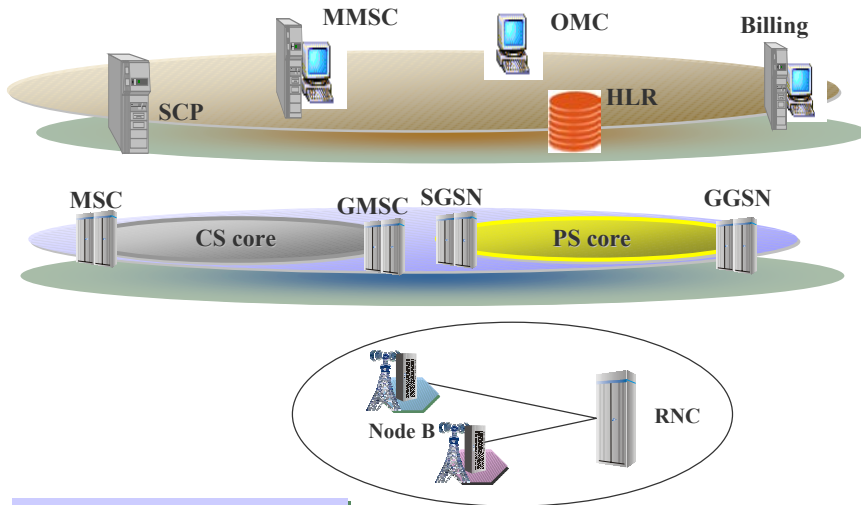 MMSC
OMC
Billing
SCP
HLR
MSC
GMSC
SGSN
GGSN
CS core
PS core
Node B
RNC